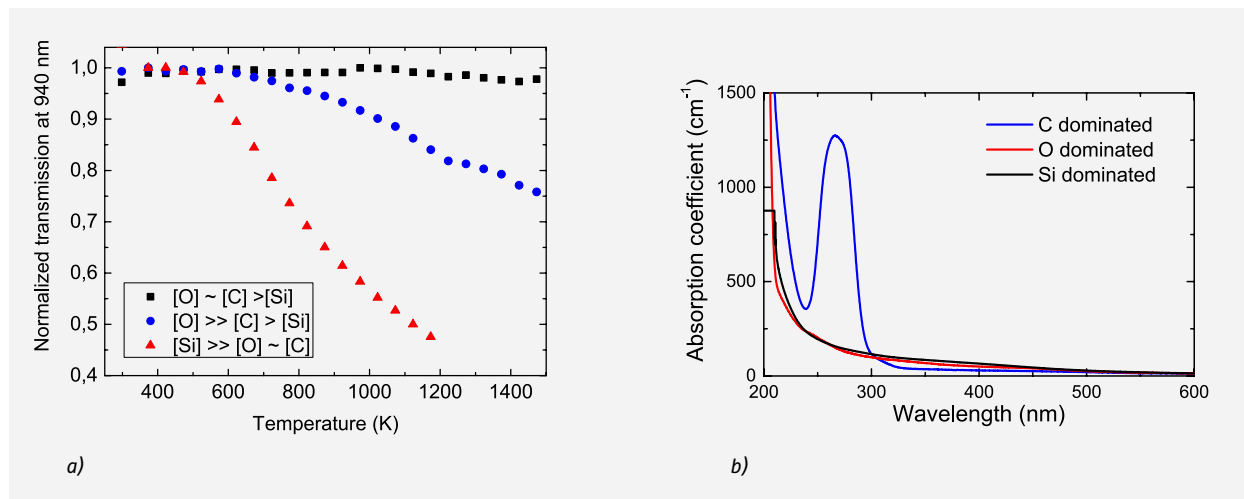 Normalized transmission at 940 nm
1,0
0,9
0,8
0,7
0,6
0,5
0,4
400 600 800 1000 1200 1400
Temperature (K)
[O] ~ [C] >[Si]
[O] >> [C] > [Si]
[Si] >> [O] ~ [C]
a)
Absorption coefficient (cm⁻¹)
1500
1000
500
0
200 300 400 500 600
Wavelength (nm)
C dominated
O dominated
Si dominated
b)